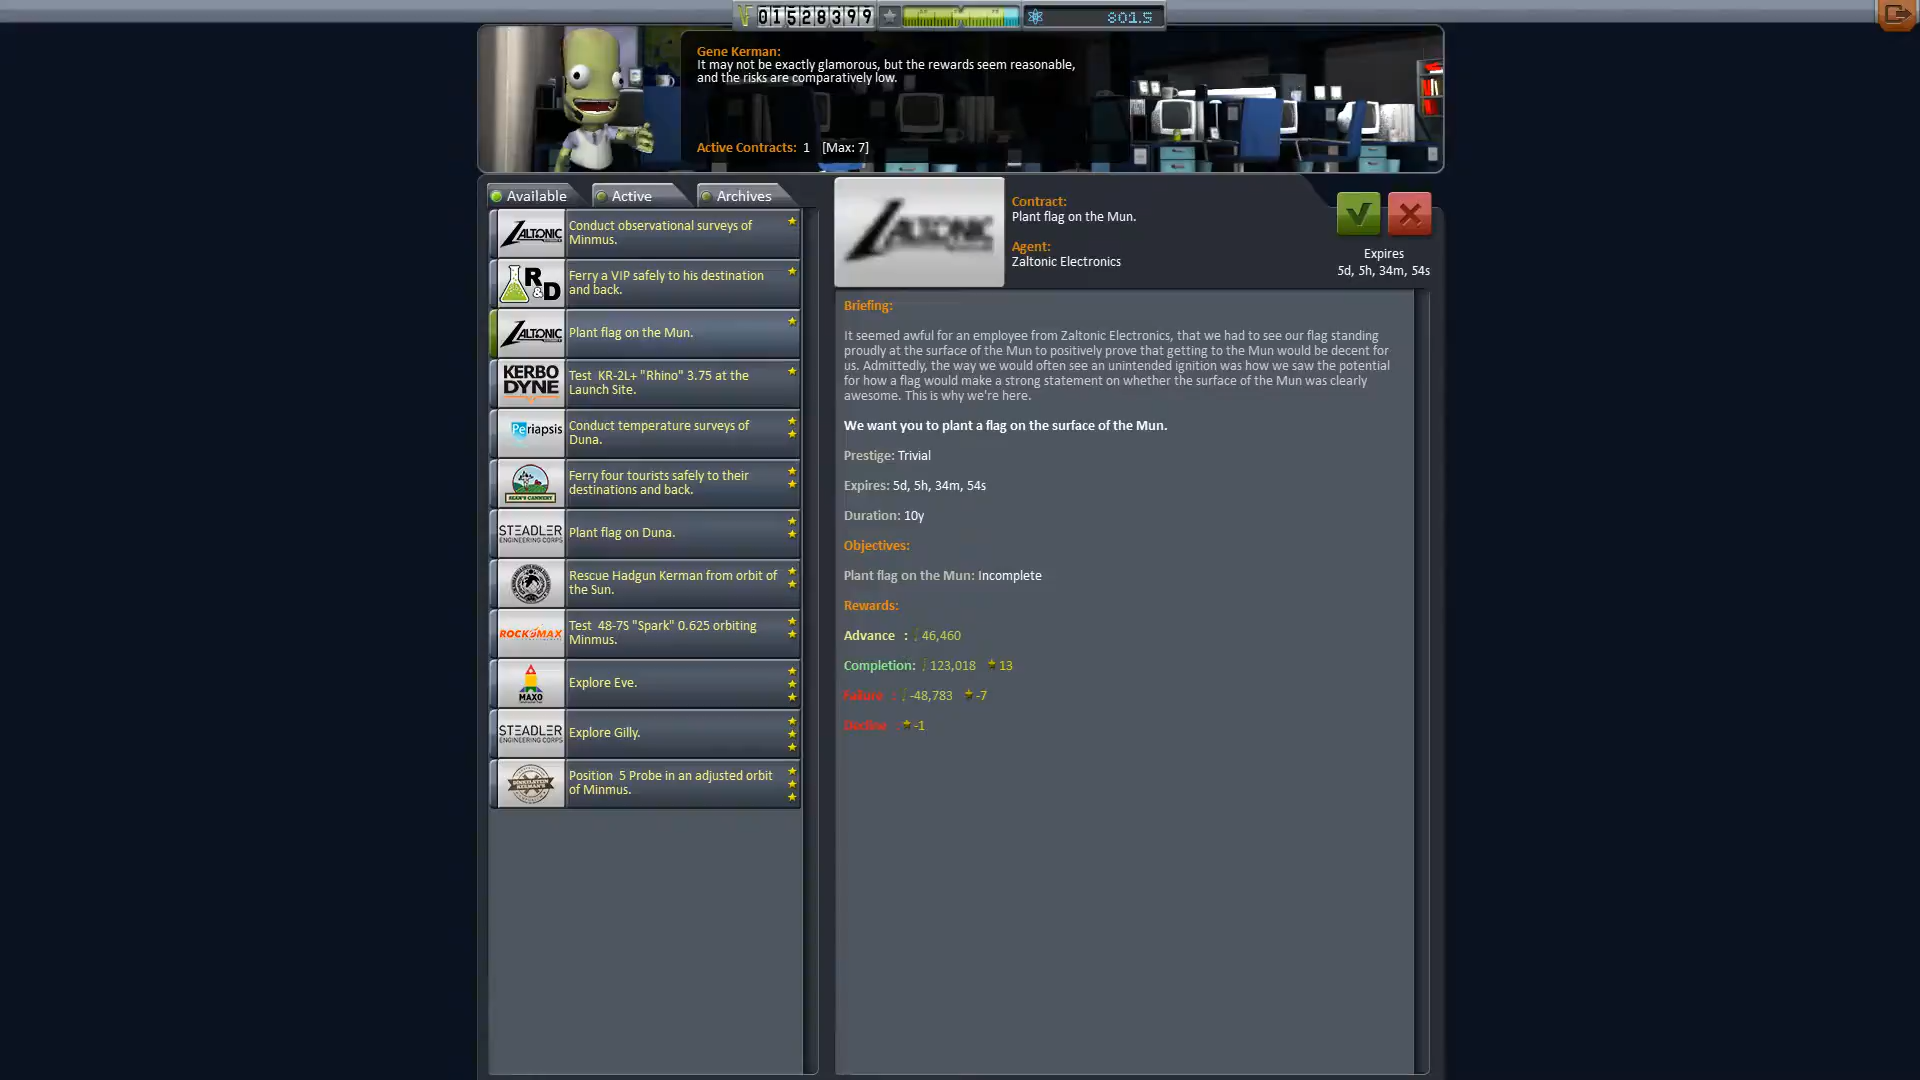 01528399
801.5
Gene Kerman:
It may not be exactly glamorous, but the rewards seem reasonable,
and the risks are comparatively low.
Active Contracts: 1 [Max: 7]
Available
Active
Archives
ZALTONIC
Conduct observational surveys of
Minmus.
R&D
Ferry a VIP safely to his destination
and back.
ZALTONIC
Plant flag on the Mun.
KERBO
DYNE
Test KR-2L+ "Rhino" 3.75 at the
Launch Site.
Periapsis
Conduct temperature surveys of
Duna.
SEAN'S CANNERY
Ferry four tourists safely to their
destinations and back.
STEADLER
ENGINEERING CORPS
Plant flag on Duna.
Rescue Hadgun Kerman from orbit of
the Sun.
ROCKOMAX
Test 48-7S "Spark" 0.625 orbiting
Minmus.
MAXO
Explore Eve.
STEADLER
ENGINEERING CORPS
Explore Gilly.
Position 5 Probe in an adjusted orbit
of Minmus.
ZALTONIC
Contract:
Plant flag on the Mun.
Agent:
Zaltonic Electronics
Expires
5d, 5h, 34m, 54s
Briefing:
It seemed awful for an employee from Zaltonic Electronics, that we had to see our flag standing
proudly at the surface of the Mun to positively prove that getting to the Mun would be decent for
us. Admittedly, the way we would often see an unintended ignition was how we saw the potential
for how a flag would make a strong statement on whether the surface of the Mun was clearly
awesome. This is why we're here.
We want you to plant a flag on the surface of the Mun.
Prestige: Trivial
Expires: 5d, 5h, 34m, 54s
Duration: 10y
Objectives:
Plant flag on the Mun: Incomplete
Rewards:
Advance : 46,460
Completion: 123,018 13
Failure : -48,783 -7
Decline : -1